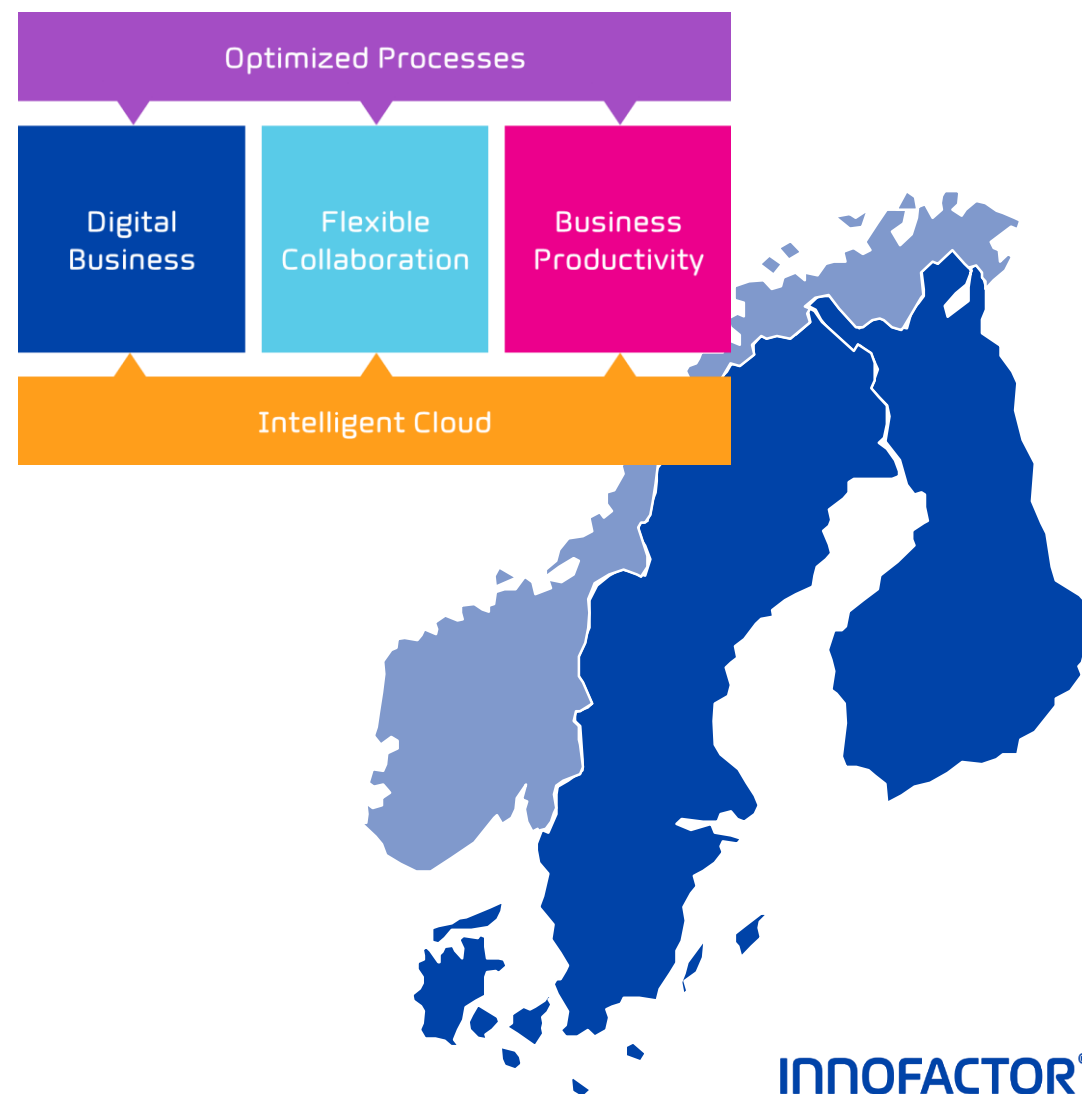 Optimized Processes
Digital
Business
Flexible
Collaboration
Business
Productivity
Intelligent Cloud
INNOFACTOR®